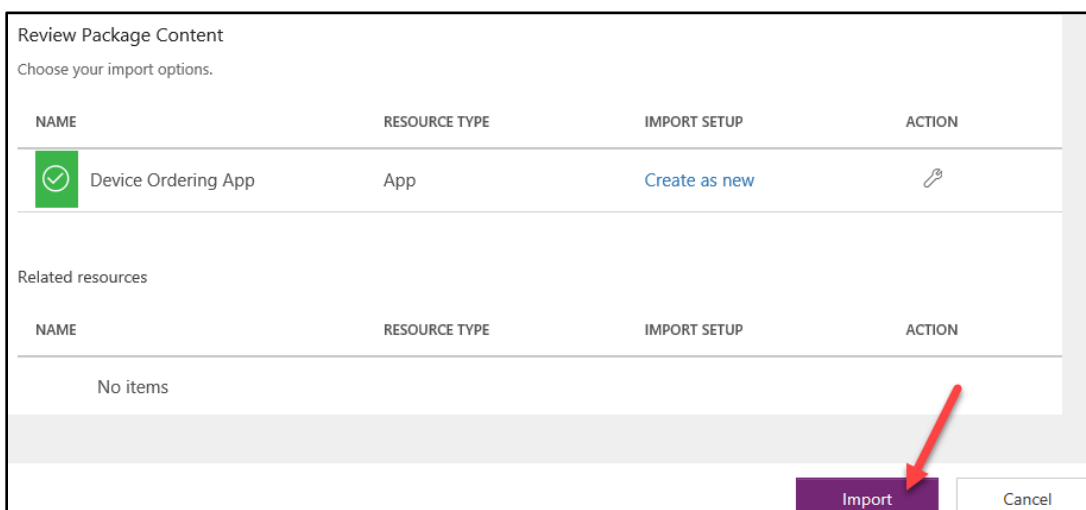 Review Package Content
Choose your import options.
NAME RESOURCE TYPE IMPORT SETUP ACTION
Device Ordering App App Create as new
Related resources
NAME RESOURCE TYPE IMPORT SETUP ACTION
No items
Import Cancel